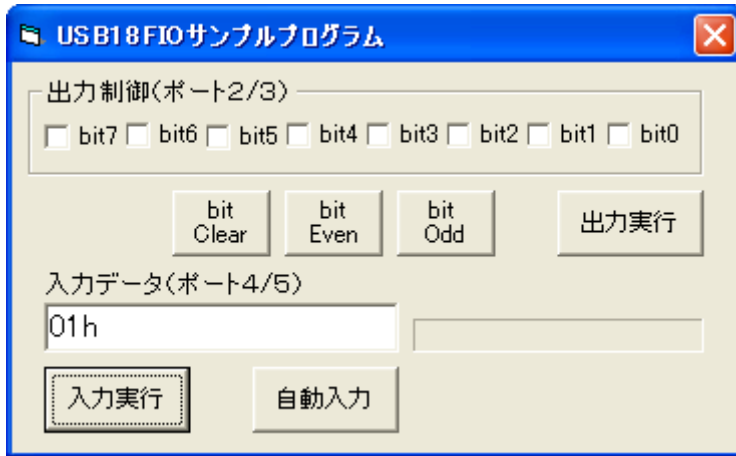 USB18FIOサンプルプログラム
出力制御(ポート2/3)
bit7 bit6 bit5 bit4 bit3 bit2 bit1 bit0
bit
Clear
bit
Even
bit
Odd
出力実行
入力データ(ポート4/5)
01h
入力実行
自動入力